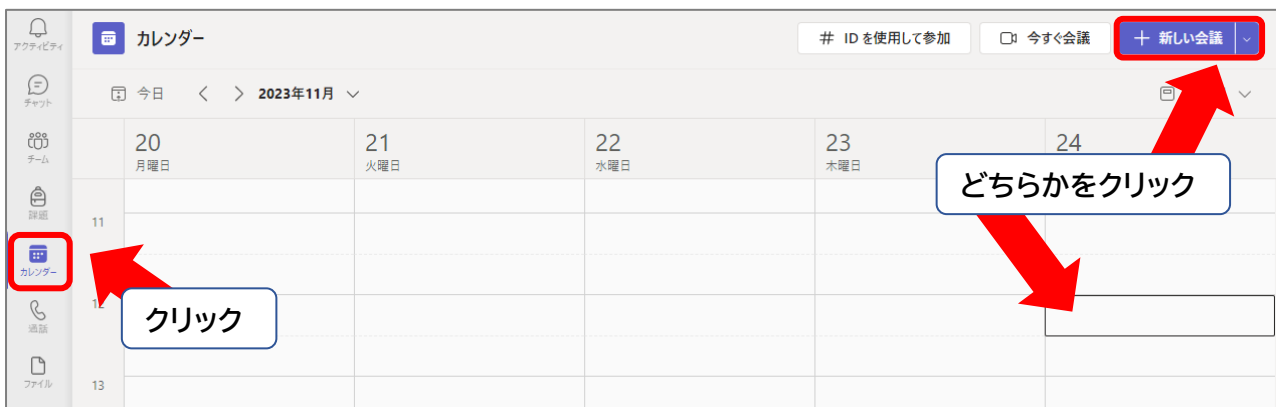 アクティビティ
カレンダー
# ID を使用して参加
今すぐ会議
+ 新しい会議
チャット
今日
2023年11月
チーム
20
月曜日
21
火曜日
22
水曜日
23
木曜日
24
どちらかをクリック
課題
11
カレンダー
クリック
12
通話
ファイル
13